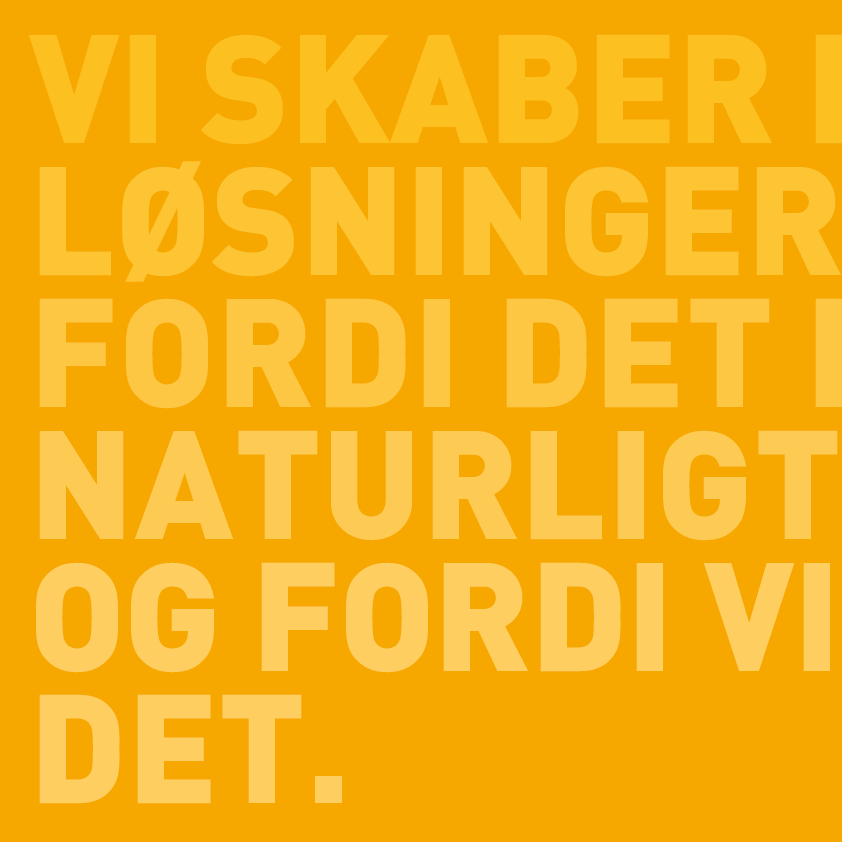 VI SKABER
LØSNINGER
FORDI DET
NATURLIGT
OG FORDI VI
DET.